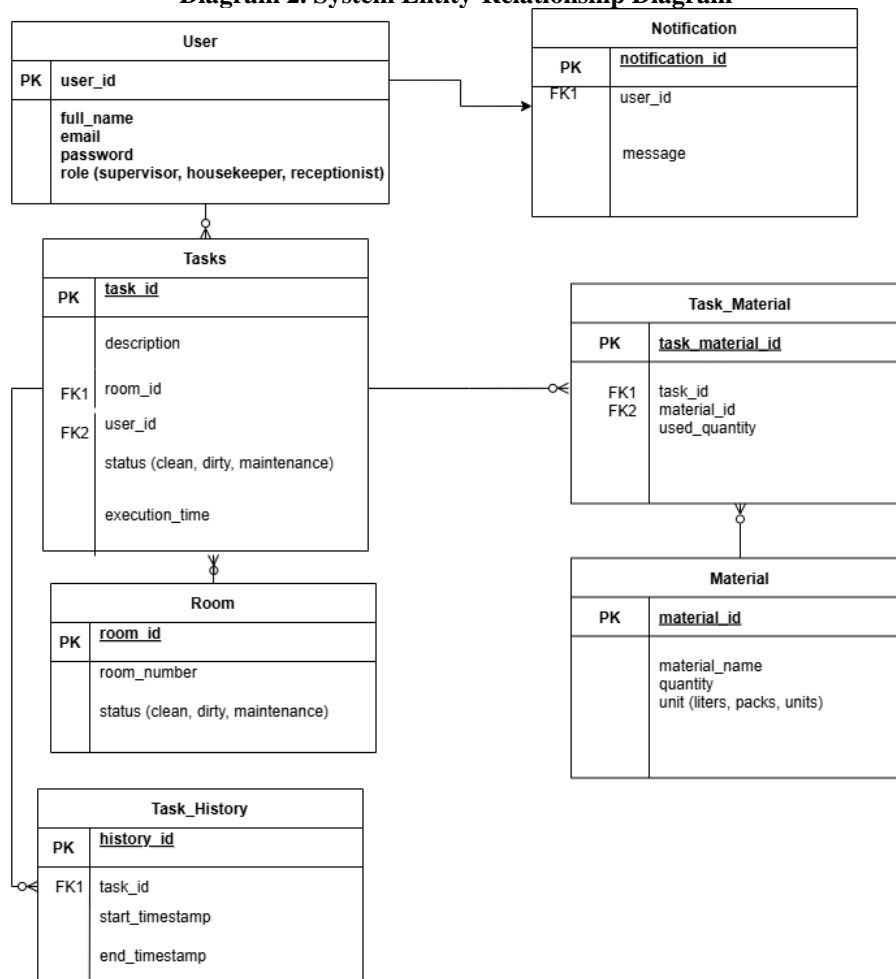 Diagram 2. System Entity-Relationship Diagram
User
PK user_id
full_name
email
password
role (supervisor, housekeeper, receptionist)
Notification
PK notification_id
FK1 user_id
message
Tasks
PK task_id
description
FK1 room_id
FK2 user_id
status (clean, dirty, maintenance)
execution_time
Task_Material
PK task_material_id
FK1 task_id
FK2 material_id
used_quantity
Room
PK room_id
room_number
status (clean, dirty, maintenance)
Material
PK material_id
material_name
quantity
unit (liters, packs, units)
Task_History
PK history_id
FK1 task_id
start_timestamp
end_timestamp